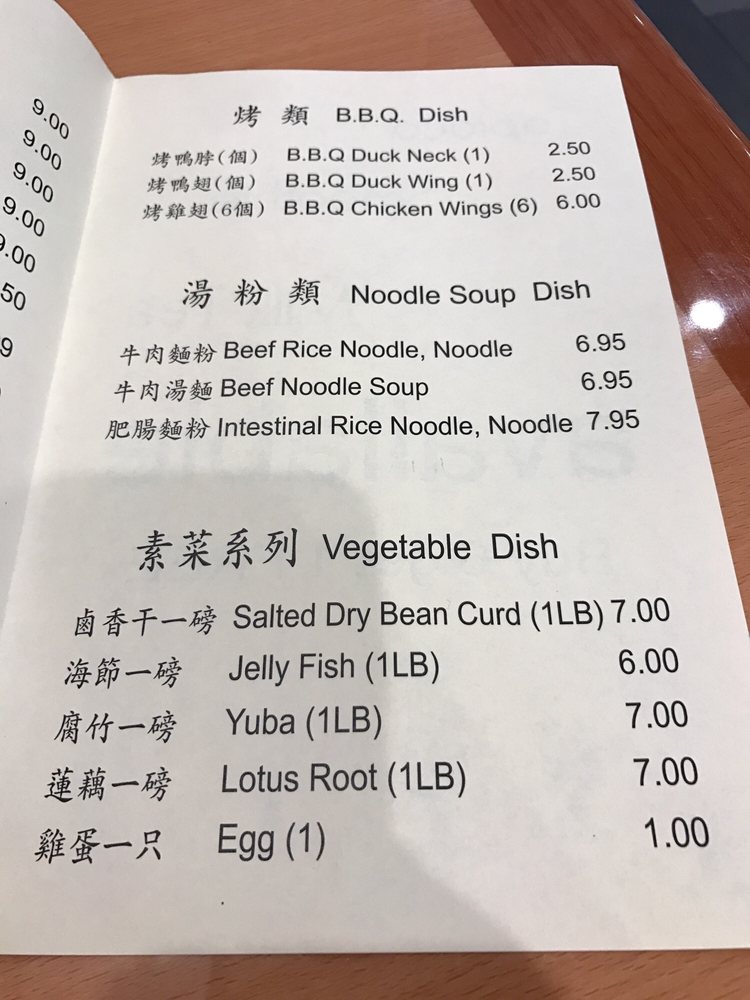 9.00
9.00
9.00
9.00
9.00
50
9
烤 類 B.B.Q. Dish
烤鴨脖(個) B.B.Q Duck Neck (1) 2.50
烤鴨翅(個) B.B.Q Duck Wing (1) 2.50
烤雞翅(6個) B.B.Q Chicken Wings (6) 6.00
湯 粉 類 Noodle Soup Dish
牛肉麵粉 Beef Rice Noodle, Noodle 6.95
牛肉湯麵 Beef Noodle Soup 6.95
肥腸麵粉 Intestinal Rice Noodle, Noodle 7.95
素菜系列 Vegetable Dish
鹵香干一磅 Salted Dry Bean Curd (1LB) 7.00
海節一磅 Jelly Fish (1LB) 6.00
腐竹一磅 Yuba (1LB) 7.00
蓮藕一磅 Lotus Root (1LB) 7.00
雞蛋一只 Egg (1) 1.00